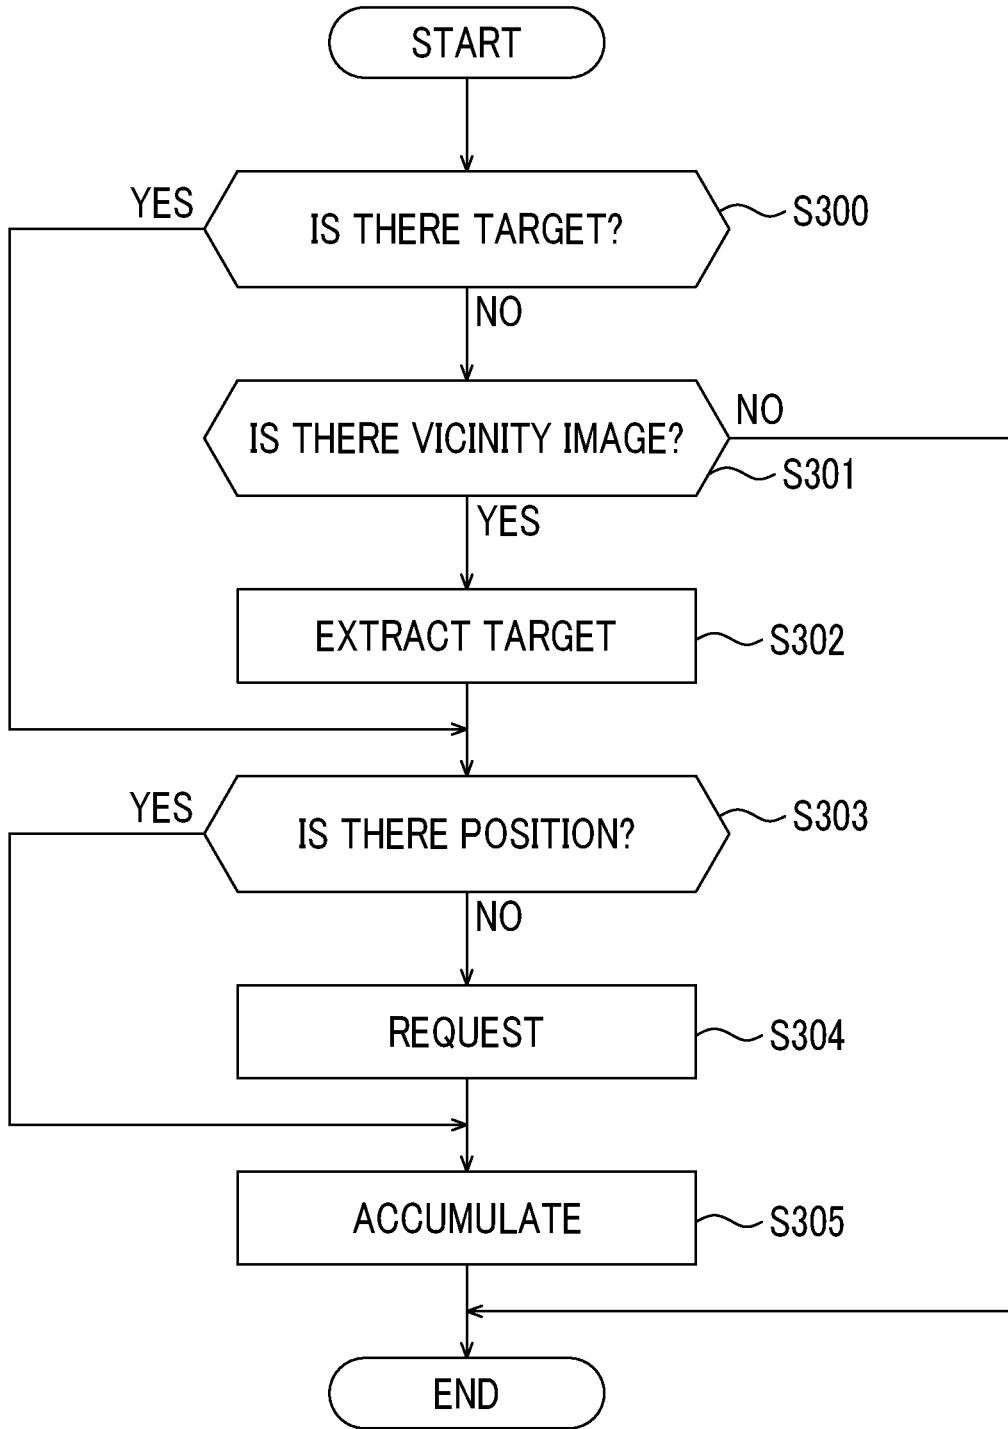 START
YES
IS THERE TARGET?
S300
NO
IS THERE VICINITY IMAGE?
NO
S301
YES
EXTRACT TARGET
S302
YES
IS THERE POSITION?
S303
NO
REQUEST
S304
ACCUMULATE
S305
END